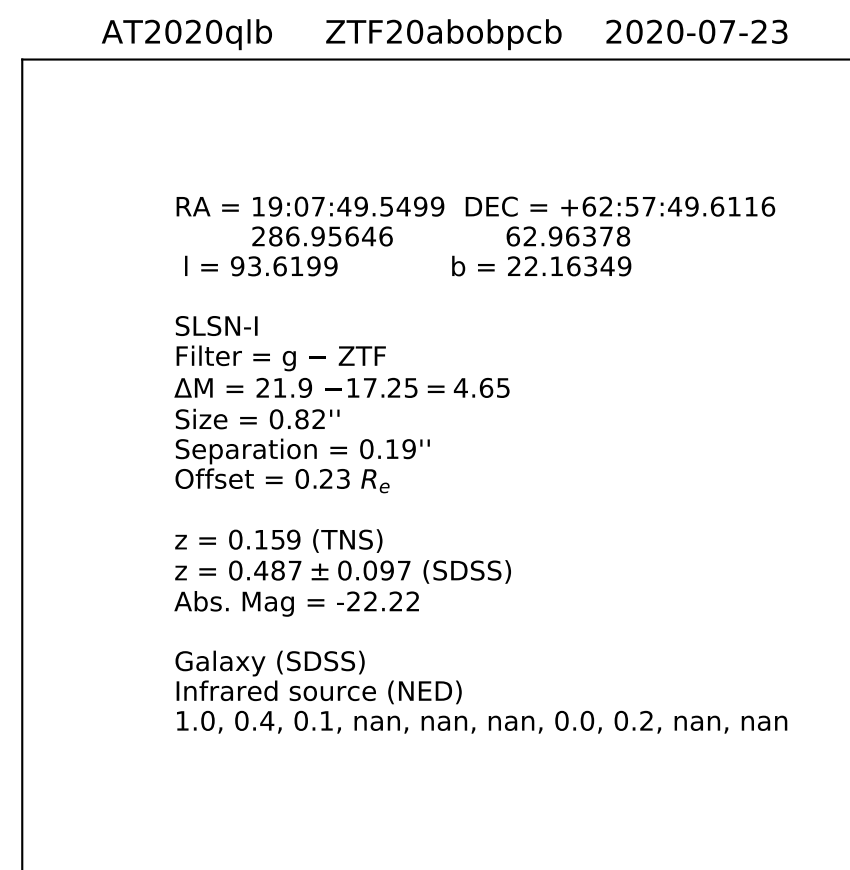 AT2020qlb ZTF20abobpcb 2020-07-23
RA = 19:07:49.5499 DEC = +62:57:49.6116
286.95646 62.96378
l = 93.6199 b = 22.16349
SLSN-I
Filter = g − ZTF
ΔM = 21.9 −17.25 = 4.65
Size = 0.82''
Separation = 0.19''
Offset = 0.23 Rₑ
z = 0.159 (TNS)
z = 0.487 ± 0.097 (SDSS)
Abs. Mag = -22.22
Galaxy (SDSS)
Infrared source (NED)
1.0, 0.4, 0.1, nan, nan, nan, 0.0, 0.2, nan, nan